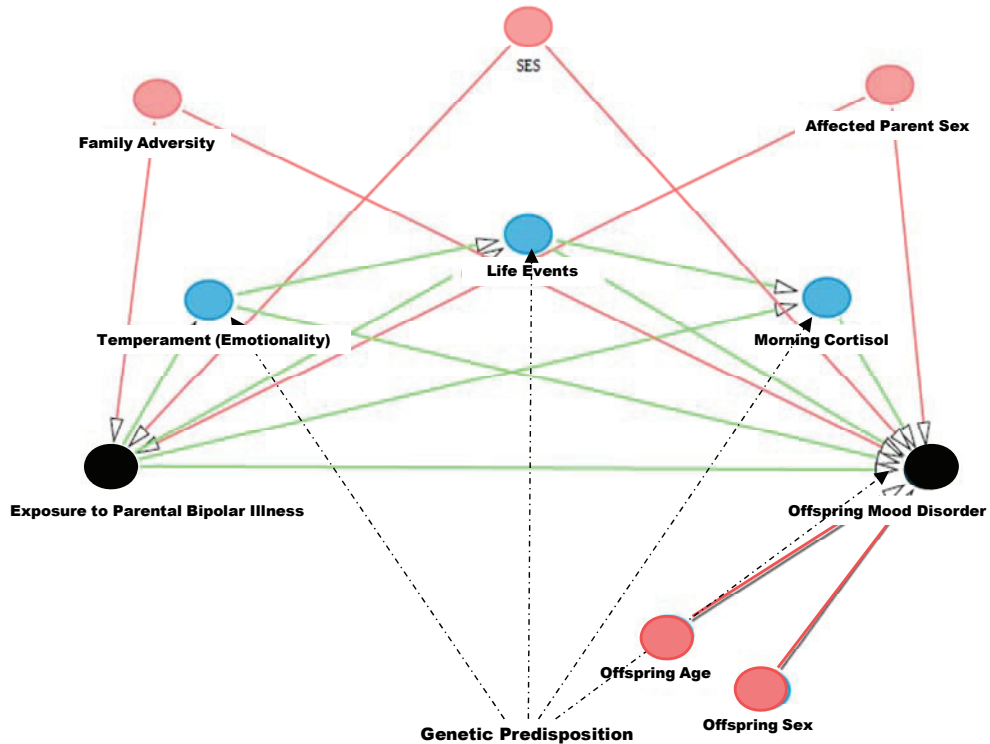 SES
Family Adversity
Affected Parent Sex
Life Events
Temperament (Emotionality)
Morning Cortisol
Exposure to Parental Bipolar Illness
Offspring Mood Disorder
Offspring Age
Offspring Sex
Genetic Predisposition